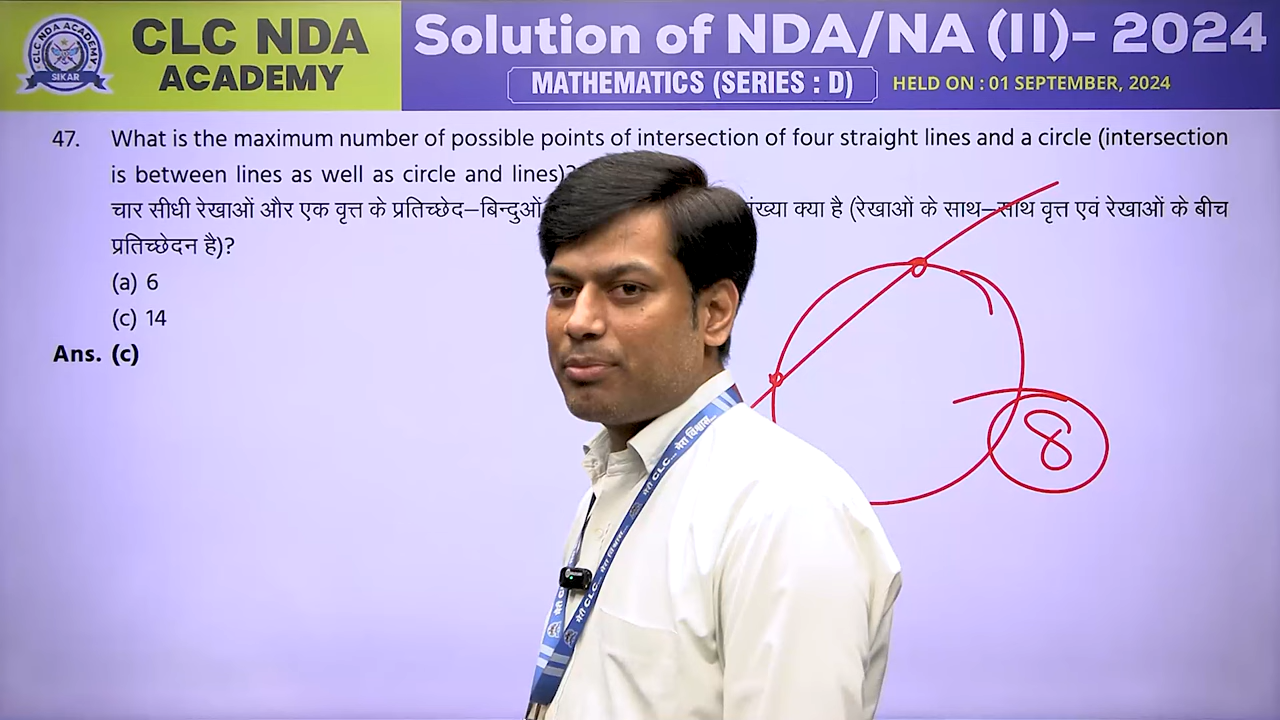 CLC NDA ACADEMY
SIKAR
CLC NDA
ACADEMY
Solution of NDA/NA (II)- 2024
MATHEMATICS (SERIES : D)
HELD ON : 01 SEPTEMBER, 2024
47. What is the maximum number of possible points of intersection of four straight lines and a circle (intersection
is between lines as well as circle and lines)?
चार सीधी रेखाओं और एक वृत्त के प्रतिच्छेद–बिन्दुओं क्या है (रेखाओं के साथ–साथ वृत्त एवं रेखाओं के बीच
प्रतिच्छेदन है)?
(a) 6
(c) 14
Ans. (c)
8
मेरी CLC... मेरा विश्वास...